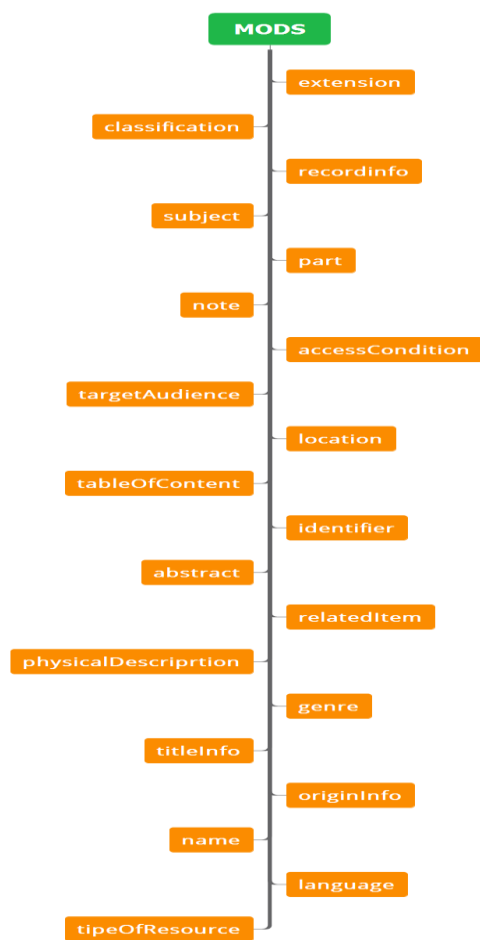 MODS
extension
classification
recordinfo
subject
part
note
accessCondition
targetAudience
location
tableOfContent
identifier
abstract
relatedItem
physicalDescriprtion
genre
titleInfo
originInfo
name
language
tipeOfResource